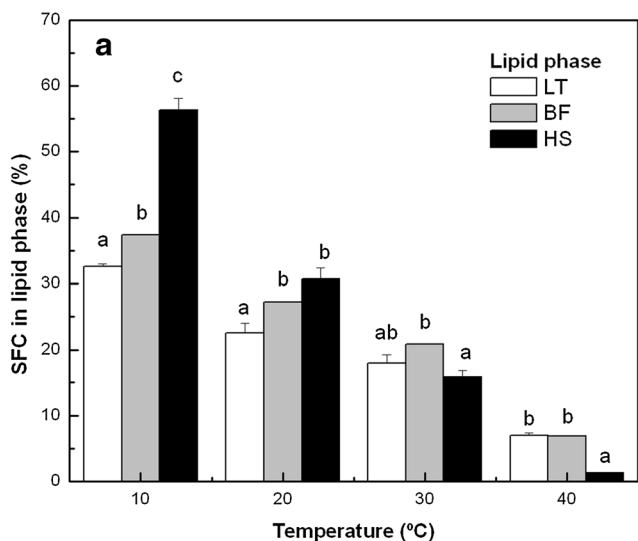 a
Lipid phase
LT
BF
HS
SFC in lipid phase (%)
70
60
50
40
30
20
10
0
a b c
a b b
ab b a
b b a
10 20 30 40
Temperature (ºC)